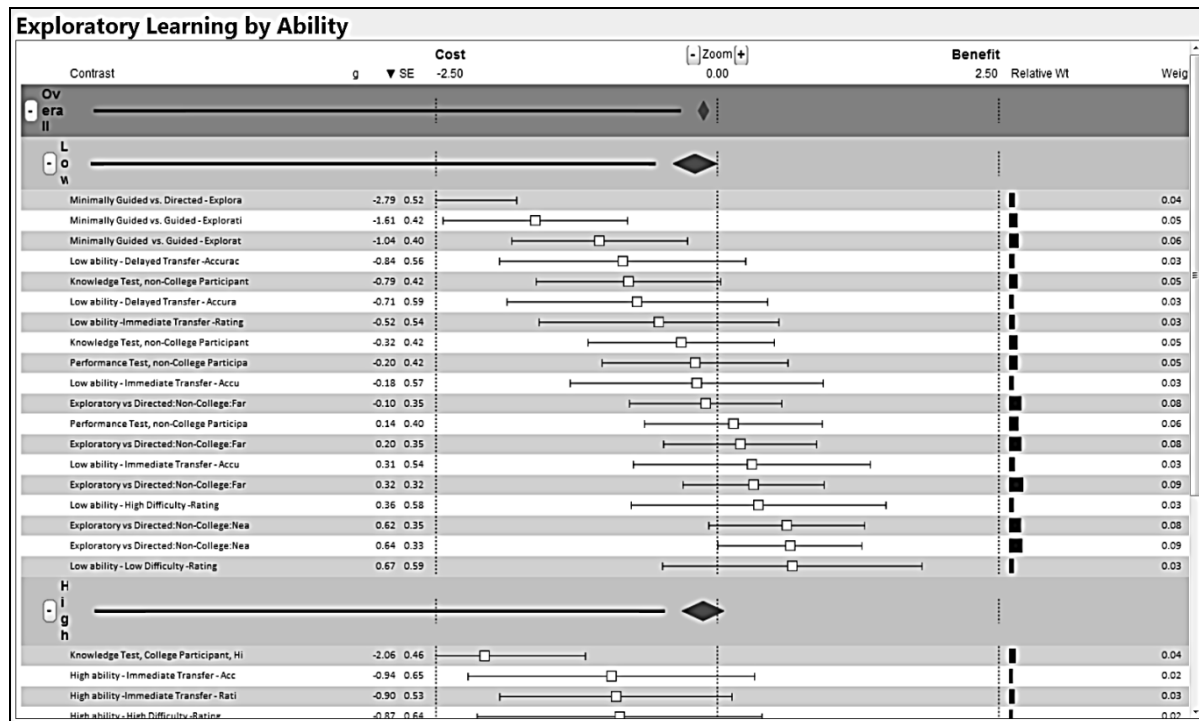 Exploratory Learning by Ability
Cost [-]Zoom[+] Benefit
Contrast g ▼ SE -2.50 0.00 2.50 Relative Wt Weig
- Ov
era
ll
- L
o
w
Minimally Guided vs. Directed - Explora -2.79 0.52 0.04
Minimally Guided vs. Guided - Explorati -1.61 0.42 0.05
Minimally Guided vs. Guided - Explorat -1.04 0.40 0.06
Low ability - Delayed Transfer -Accurac -0.84 0.56 0.03
Knowledge Test, non-College Participant -0.79 0.42 0.05
Low ability - Delayed Transfer - Accura -0.71 0.59 0.03
Low ability -Immediate Transfer -Rating -0.52 0.54 0.03
Knowledge Test, non-College Participant -0.32 0.42 0.05
Performance Test, non-College Participa -0.20 0.42 0.05
Low ability - Immediate Transfer - Accu -0.18 0.57 0.03
Exploratory vs Directed:Non-College:Far -0.10 0.35 0.08
Performance Test, non-College Participa 0.14 0.40 0.06
Exploratory vs Directed:Non-College:Far 0.20 0.35 0.08
Low ability - Immediate Transfer - Accu 0.31 0.54 0.03
Exploratory vs Directed:Non-College:Far 0.32 0.32 0.09
Low ability - High Difficulty -Rating 0.36 0.58 0.03
Exploratory vs Directed:Non-College:Nea 0.62 0.35 0.08
Exploratory vs Directed:Non-College:Nea 0.64 0.33 0.09
Low ability - Low Difficulty -Rating 0.67 0.59 0.03
- H
i
g
h
Knowledge Test, College Participant, Hi -2.06 0.46 0.04
High ability - Immediate Transfer - Acc -0.94 0.65 0.02
High ability -Immediate Transfer - Rati -0.90 0.53 0.03
High ability - High Difficulty -Rating -0.87 0.64 0.02